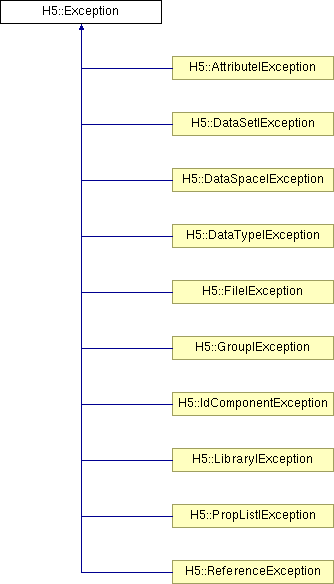 H5::Exception
H5::AttributeIException
H5::DataSetIException
H5::DataSpaceIException
H5::DataTypeIException
H5::FileIException
H5::GroupIException
H5::IdComponentException
H5::LibraryIException
H5::PropListIException
H5::ReferenceException